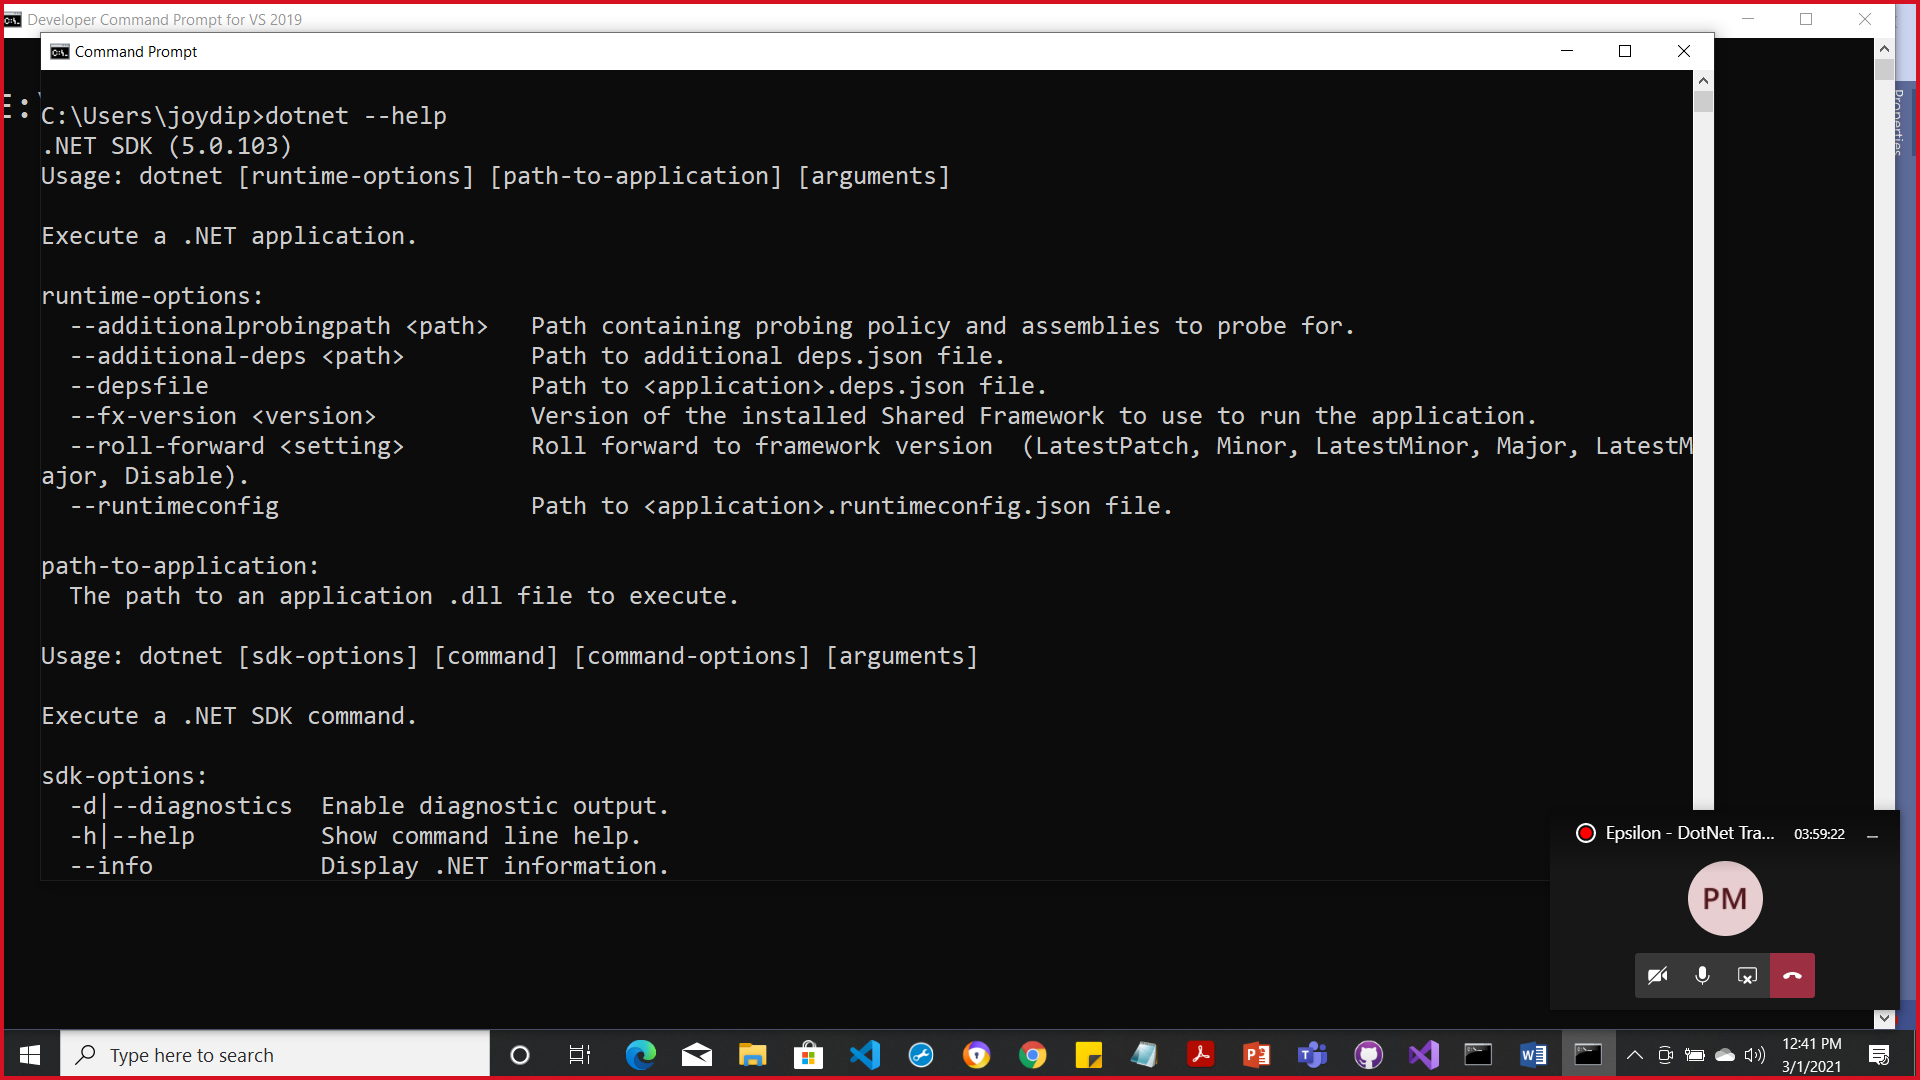 Developer Command Prompt for VS 2019
Command Prompt
C:\Users\joydip>dotnet --help
.NET SDK (5.0.103)
Usage: dotnet [runtime-options] [path-to-application] [arguments]
Execute a .NET application.
runtime-options:
--additionalprobingpath <path>   Path containing probing policy and assemblies to probe for.
--additional-deps <path>         Path to additional deps.json file.
--depsfile                       Path to <application>.deps.json file.
--fx-version <version>           Version of the installed Shared Framework to use to run the application.
--roll-forward <setting>         Roll forward to framework version  (LatestPatch, Minor, LatestMinor, Major, LatestM
ajor, Disable).
--runtimeconfig                  Path to <application>.runtimeconfig.json file.
path-to-application:
The path to an application .dll file to execute.
Usage: dotnet [sdk-options] [command] [command-options] [arguments]
Execute a .NET SDK command.
sdk-options:
-d|--diagnostics  Enable diagnostic output.
-h|--help         Show command line help.
--info            Display .NET information.
Properties
Epsilon - DotNet Tra... 03:59:22
PM
Type here to search
12:41 PM
3/1/2021